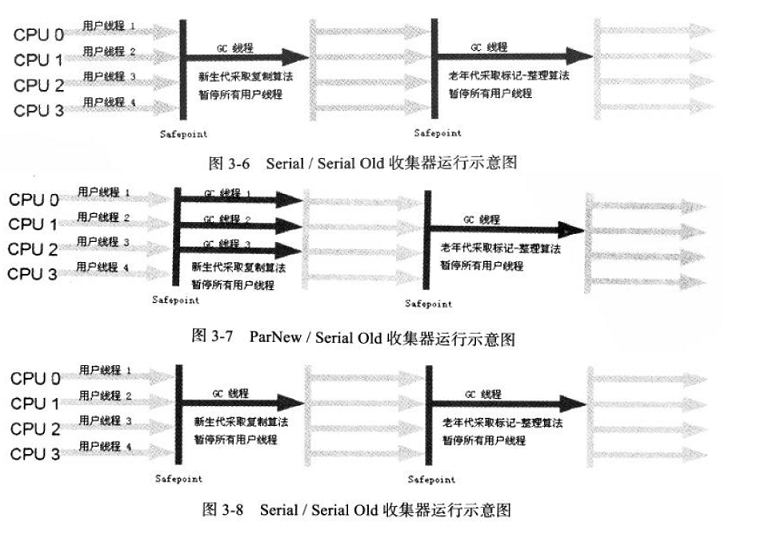 CPU 0 用户线程 1 GC 线程 GC 线程
CPU 1 用户线程 2
CPU 2 用户线程 3 新生代采取复制算法 老年代采取标记-整理算法
暂停所有用户线程 暂停所有用户线程
CPU 3 用户线程 4
Safepoint Safepoint
图 3-6 Serial / Serial Old 收集器运行示意图
CPU 0 用户线程 1 GC 线程 1
CPU 1 用户线程 2 GC 线程 2 GC 线程
CPU 2 用户线程 3 GC 线程 3 老年代采取标记-整理算法
CPU 3 用户线程 4 新生代采取复制算法 暂停所有用户线程
暂停所有用户线程
Safepoint Safepoint
图 3-7 ParNew / Serial Old 收集器运行示意图
CPU 0 用户线程 1 GC 线程 GC 线程
CPU 1 用户线程 2
CPU 2 用户线程 3 新生代采取复制算法 老年代采取标记-整理算法
暂停所有用户线程 暂停所有用户线程
CPU 3 用户线程 4
Safepoint Safepoint
图 3-8 Serial / Serial Old 收集器运行示意图